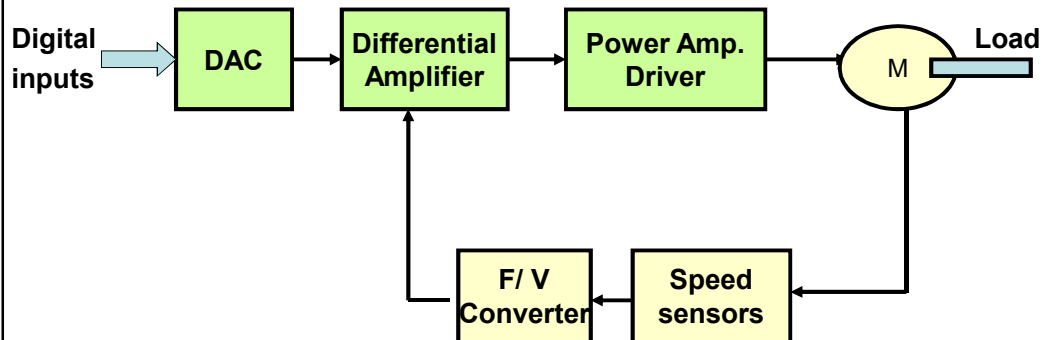 Digital
inputs
DAC
Differential
Amplifier
Power Amp.
Driver
M
Load
F/ V
Converter
Speed
sensors